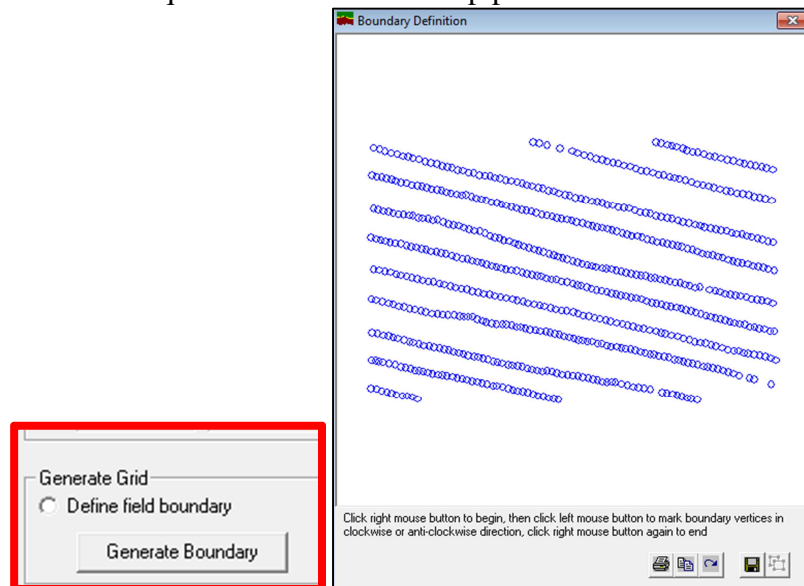 Boundary Definition
Generate Grid
Define field boundary
Generate Boundary
Click right mouse button to begin, then click left mouse button to mark boundary vertices in
clockwise or anti-clockwise direction, click right mouse button again to end